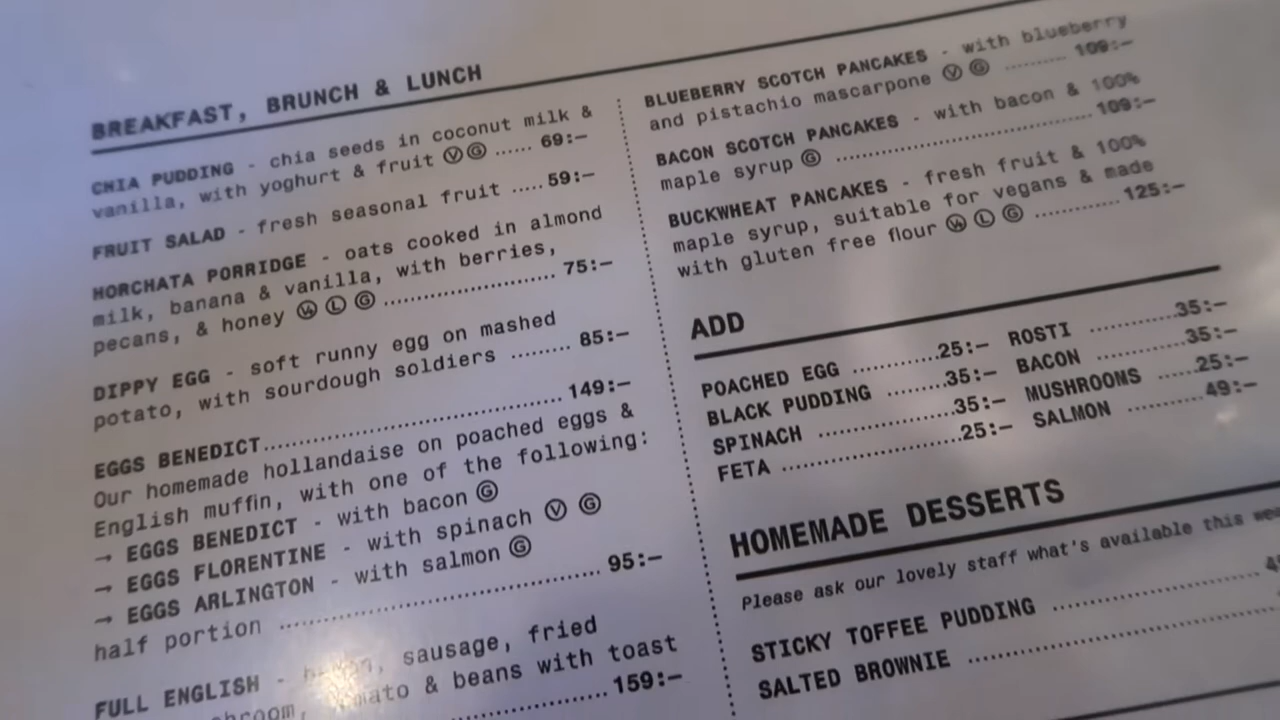 BREAKFAST, BRUNCH & LUNCH
CHIA PUDDING - chia seeds in coconut milk &
vanilla, with yoghurt & fruit Ⓥ Ⓖ ...... 69:-
FRUIT SALAD - fresh seasonal fruit ..... 59:-
HORCHATA PORRIDGE - oats cooked in almond
milk, banana & vanilla, with berries,
pecans, & honey Ⓥ Ⓛ Ⓖ ..................... 75:-
DIPPY EGG - soft runny egg on mashed
potato, with sourdough soldiers ......... 85:-
EGGS BENEDICT..................................... 149:-
Our homemade hollandaise on poached eggs &
English muffin, with one of the following:
→ EGGS BENEDICT - with bacon Ⓖ
→ EGGS FLORENTINE - with spinach Ⓥ Ⓖ
→ EGGS ARLINGTON - with salmon Ⓖ
half portion ....................................... 95:-
FULL ENGLISH - sausage, fried
& beans with toast
159:-
BLUEBERRY SCOTCH PANCAKES - with blueberry
and pistachio mascarpone Ⓥ Ⓖ .......... 109:-
BACON SCOTCH PANCAKES - with bacon & 100%
maple syrup Ⓖ ................................ 109:-
BUCKWHEAT PANCAKES - fresh fruit & 100%
maple syrup, suitable for vegans & made
with gluten free flour Ⓥ Ⓛ Ⓖ ............ 125:-
ADD
POACHED EGG ..........25:-
BLACK PUDDING ........35:-
SPINACH .................35:-
FETA ......................25:-
ROSTI .............35:-
BACON ............35:-
MUSHROOMS ......25:-
SALMON ..........49:-
HOMEMADE DESSERTS
Please ask our lovely staff what's available this
STICKY TOFFEE PUDDING ..........................
SALTED BROWNIE ........................................